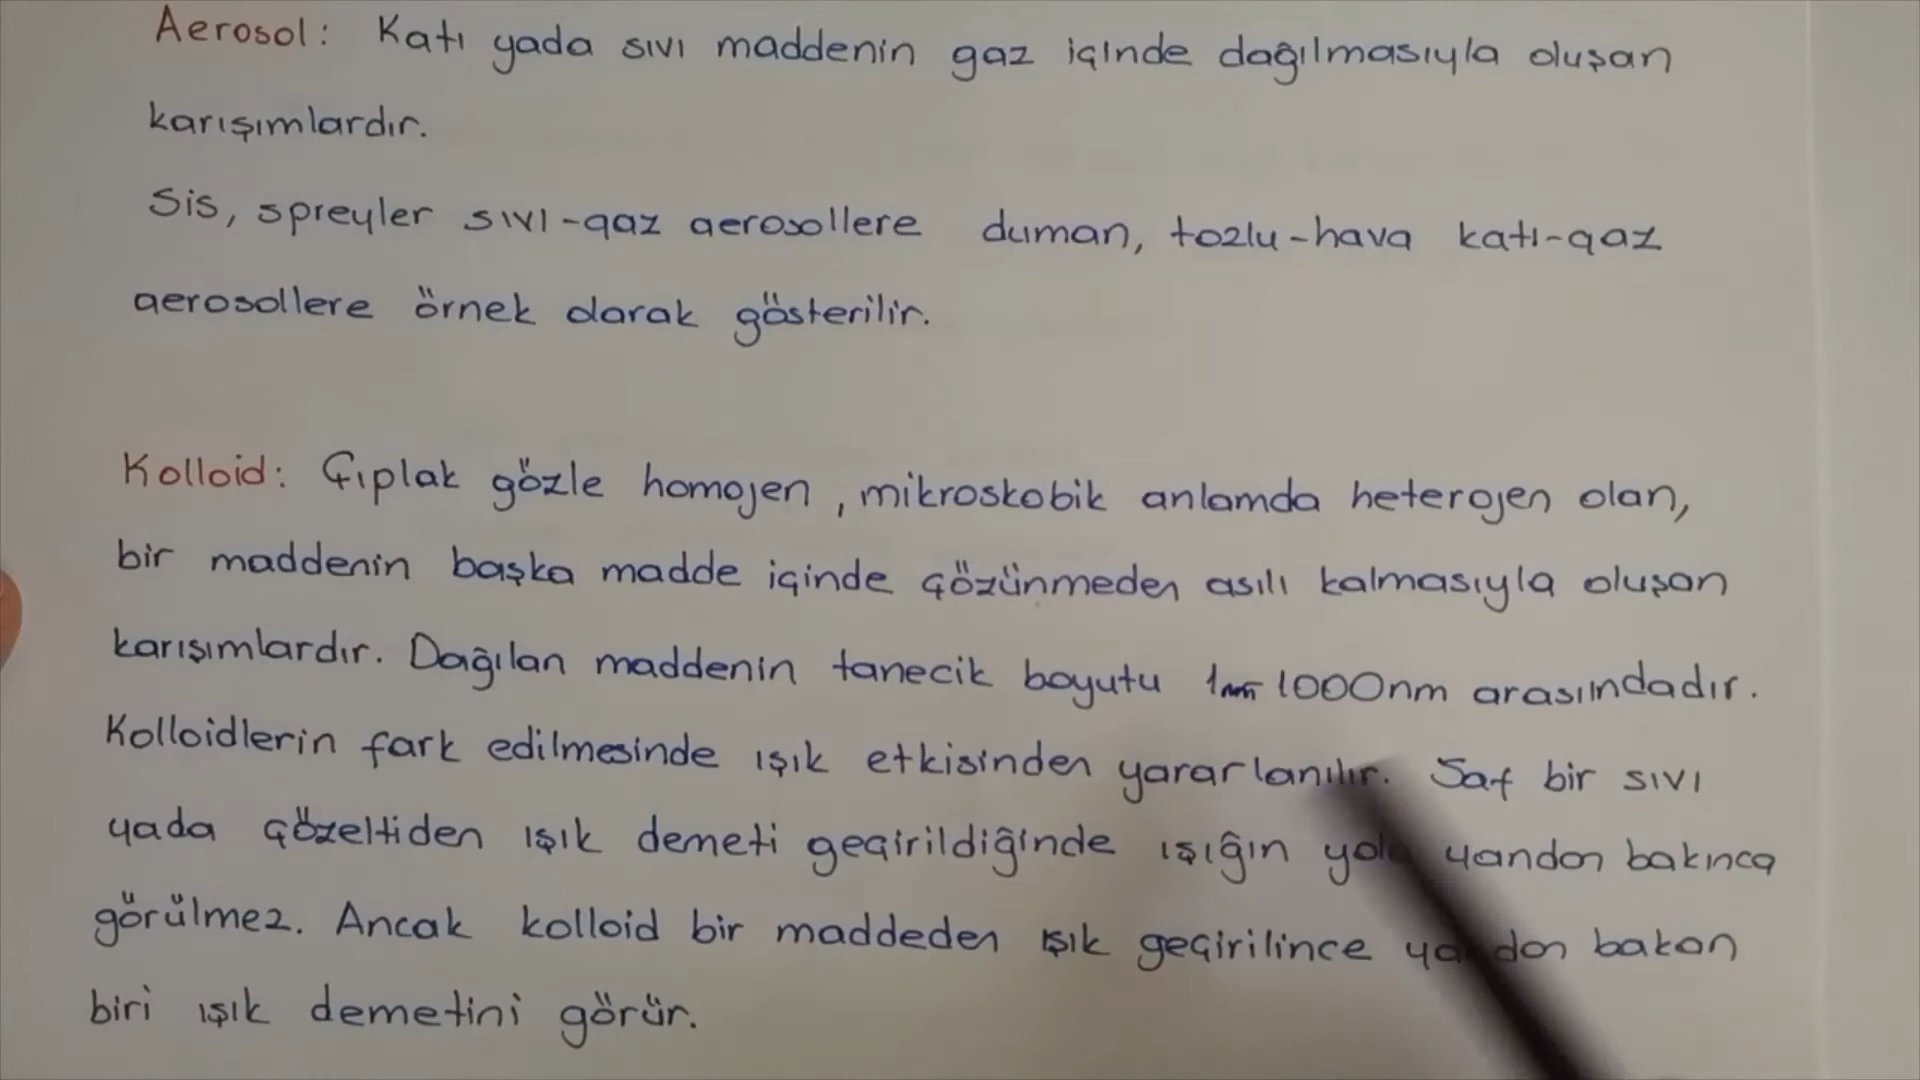 Aerosol: Katı yada sıvı maddenin gaz içinde dağılmasıyla oluşan
karışımlardır.
Sis, spreyler sıvı-gaz aerosollere duman, tozlu-hava katı-gaz
aerosollere örnek olarak gösterilir.
Kolloid: Çıplak gözle homojen, mikroskobik anlamda heterojen olan,
bir maddenin başka madde içinde çözünmeden asılı kalmasıyla oluşan
karışımlardır. Dağılan maddenin tanecik boyutu 1nm-1000nm arasındadır.
Kolloidlerin fark edilmesinde ışık etkisinden yararlanılır. Saf bir sıvı
yada çözeltiden ışık demeti geçirildiğinde ışığın yolu yandan bakınca
görülmez. Ancak kolloid bir maddeden ışık geçirilince yandan bakan
biri ışık demetini görür.